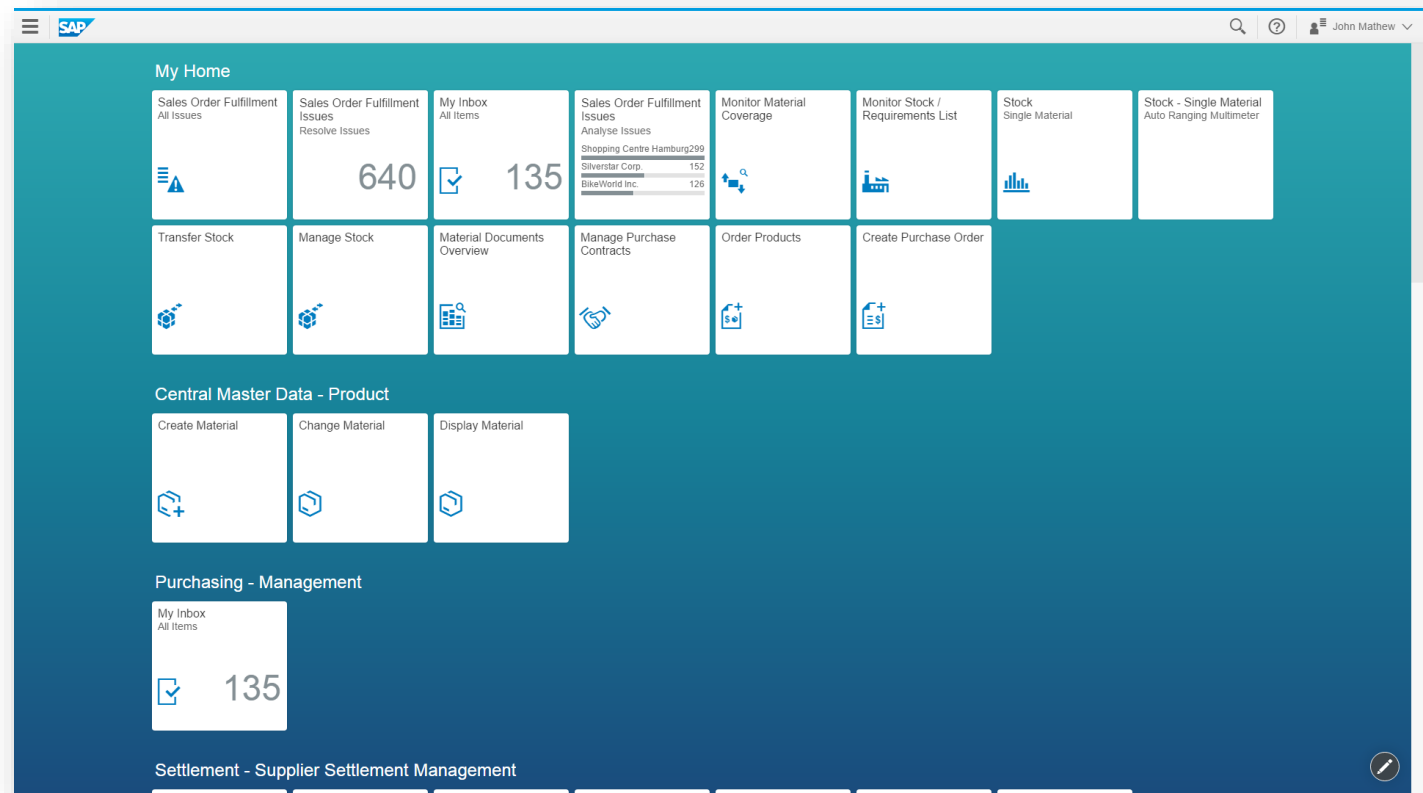 SAP
John Mathew
My Home
Sales Order Fulfillment
All Issues
Sales Order Fulfillment
Issues
Resolve Issues
640
My Inbox
All Items
135
Sales Order Fulfillment
Issues
Analyse Issues
Shopping Centre Hamburg299
Silverstar Corp. 152
BikeWorld Inc. 126
Monitor Material
Coverage
Monitor Stock /
Requirements List
Stock
Single Material
Stock - Single Material
Auto Ranging Multimeter
Transfer Stock
Manage Stock
Material Documents
Overview
Manage Purchase
Contracts
Order Products
Create Purchase Order
Central Master Data - Product
Create Material
Change Material
Display Material
Purchasing - Management
My Inbox
All Items
135
Settlement - Supplier Settlement Management